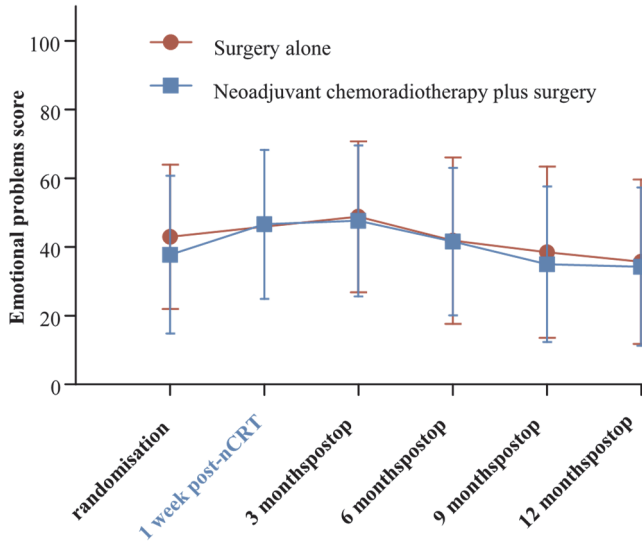 100
80
60
40
20
0
Emotional problems score
Surgery alone
Neoadjuvant chemoradiotherapy plus surgery
randomisation
1 week post-nCRT
3 monthspostop
6 monthspostop
9 monthspostop
12 monthspostop